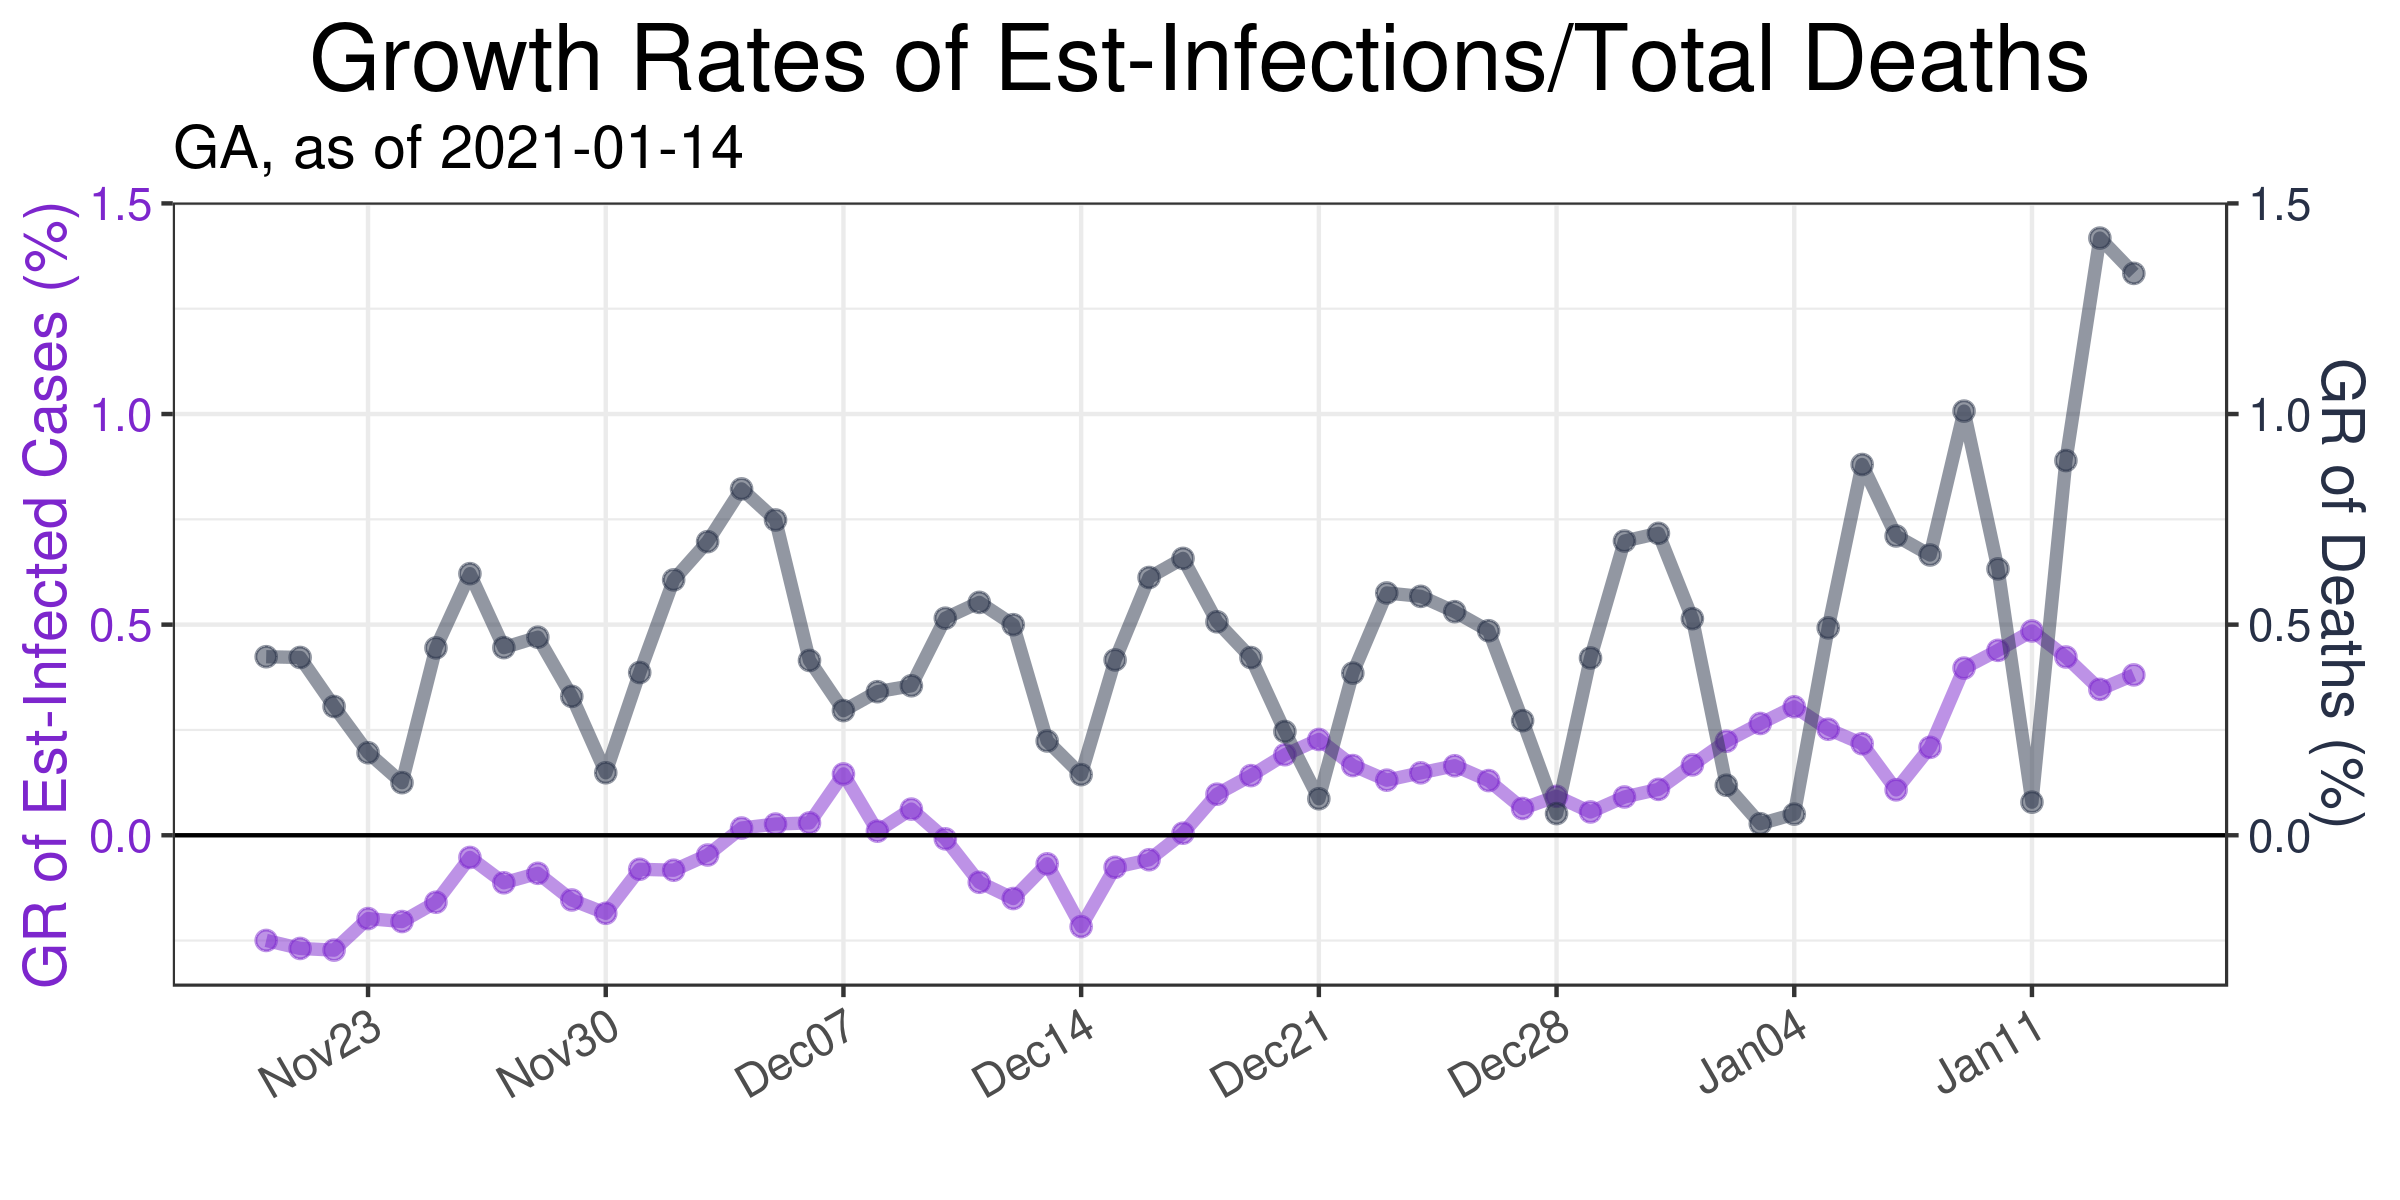 Growth Rates of Est-Infections/Total Deaths
GA, as of 2021-01-14
GR of Est-Infected Cases (%)
1.5
1.0
0.5
0.0
1.5
1.0
0.5
0.0
GR of Deaths (%)
Nov23
Nov30
Dec07
Dec14
Dec21
Dec28
Jan04
Jan11